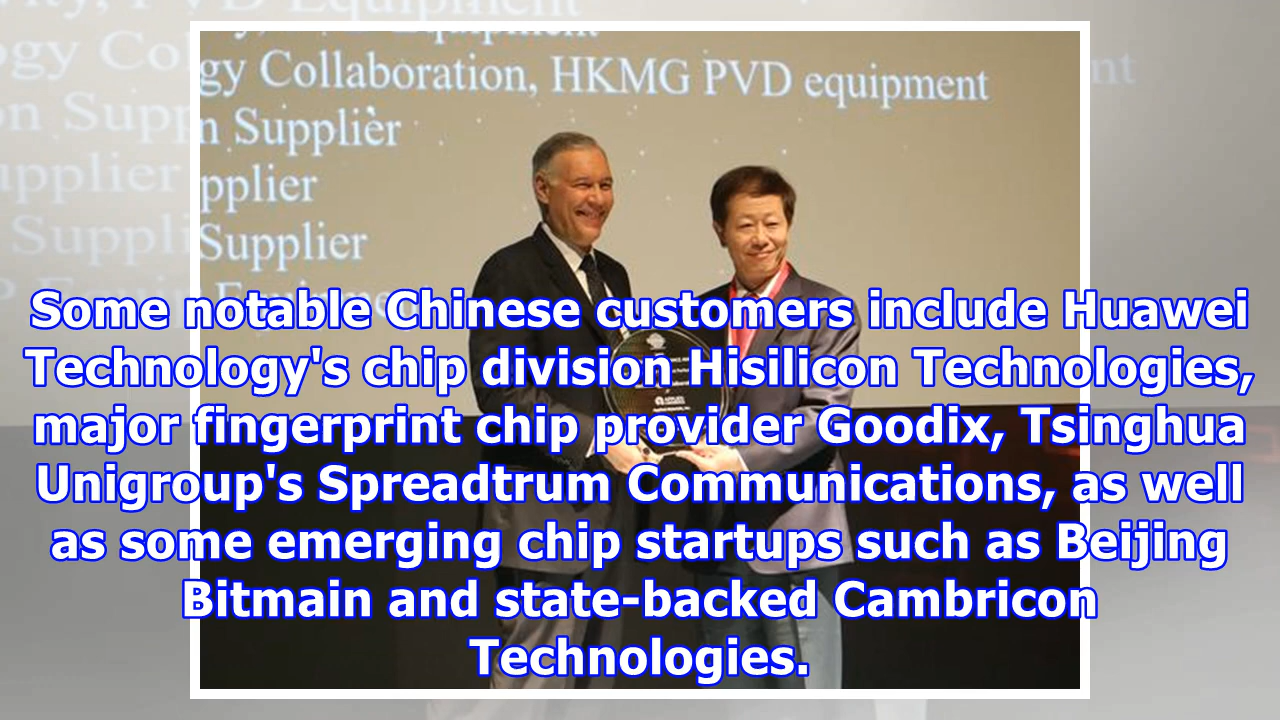 gy Collaboration, HKMG PVD equipment
n Supplier
pplier
Supplier
Some notable Chinese customers include Huawei
Technology's chip division Hisilicon Technologies,
major fingerprint chip provider Goodix, Tsinghua
Unigroup's Spreadtrum Communications, as well
as some emerging chip startups such as Beijing
Bitmain and state-backed Cambricon
Technologies.